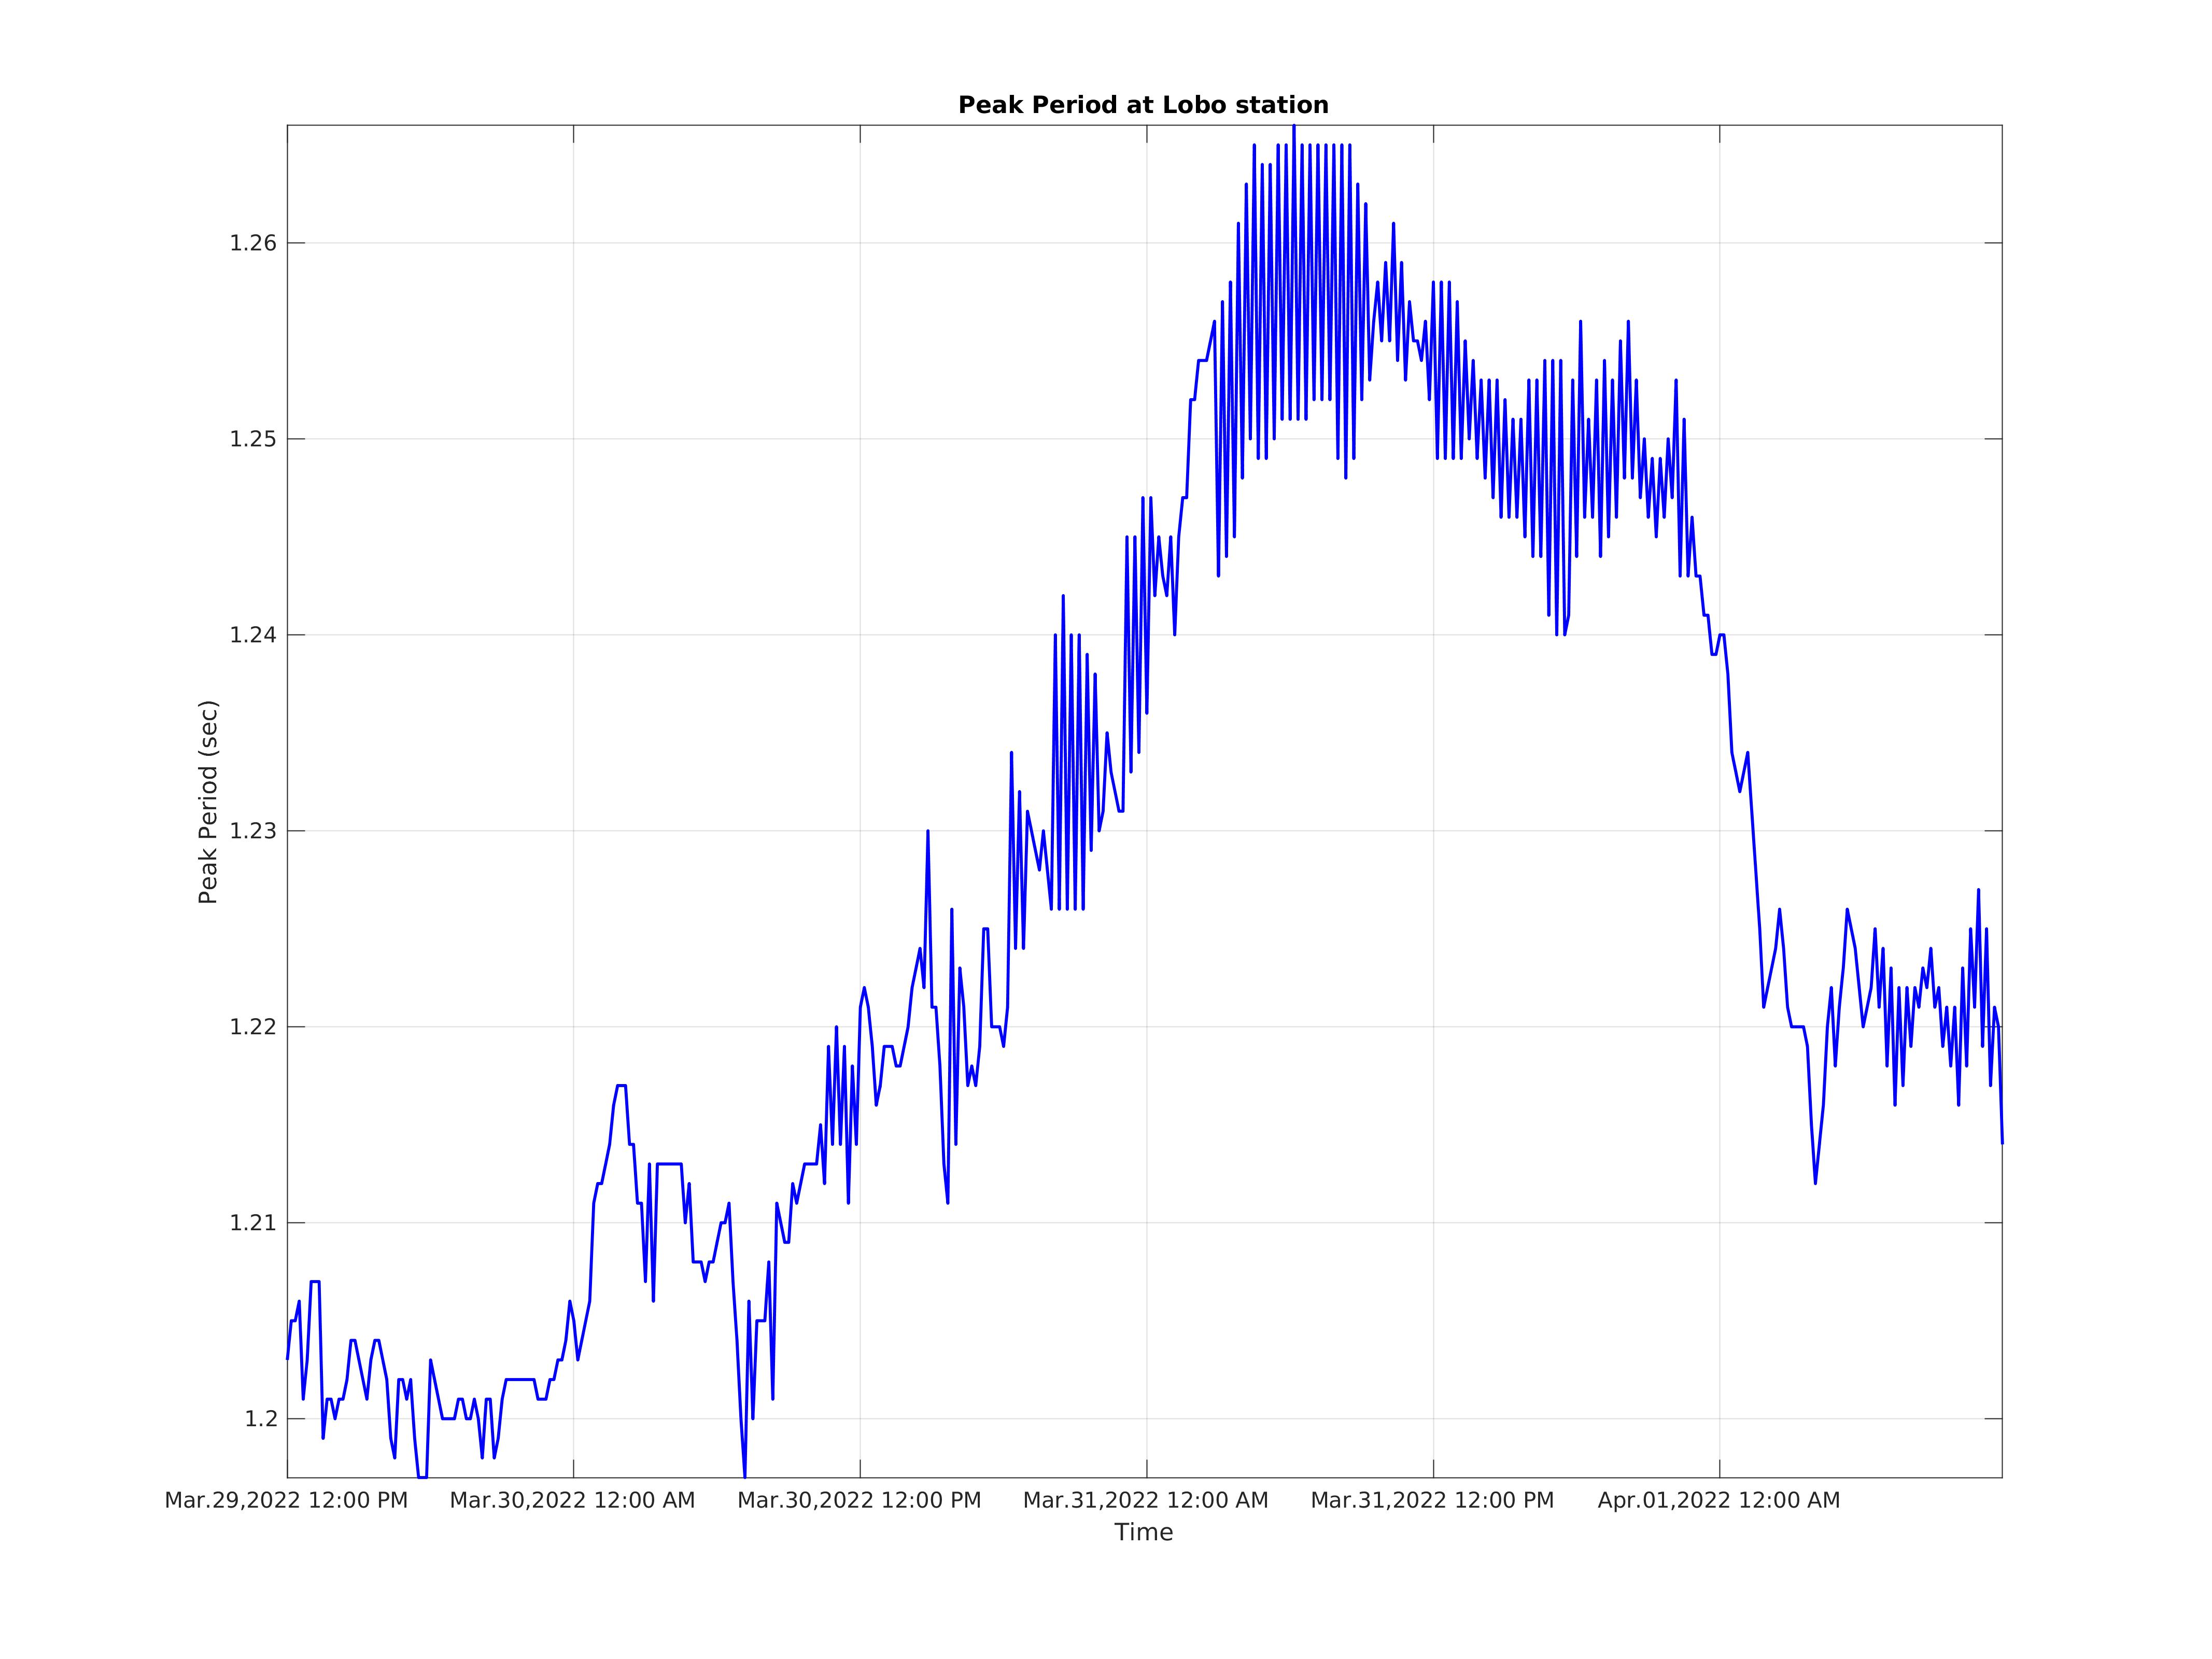 Peak Period at Lobo station
1.26
1.25
1.24
1.23
1.22
1.21
1.2
Peak Period (sec)
Mar.29,2022 12:00 PM Mar.30,2022 12:00 AM Mar.30,2022 12:00 PM Mar.31,2022 12:00 AM Mar.31,2022 12:00 PM Apr.01,2022 12:00 AM
Time